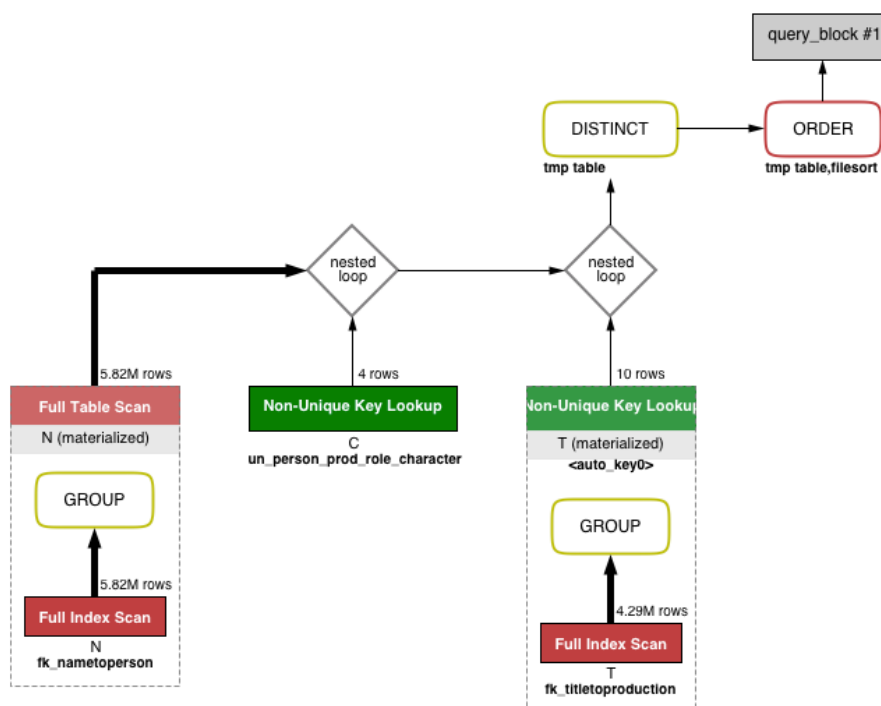 query_block #1
DISTINCT
ORDER
tmp table
tmp table,filesort
nested
loop
nested
loop
5.82M rows
4 rows
10 rows
Full Table Scan
Non-Unique Key Lookup
Non-Unique Key Lookup
N (materialized)
C
T (materialized)
un_person_prod_role_character
<auto_key0>
GROUP
GROUP
5.82M rows
4.29M rows
Full Index Scan
Full Index Scan
N
fk_nametoperson
T
fk_titletoproduction